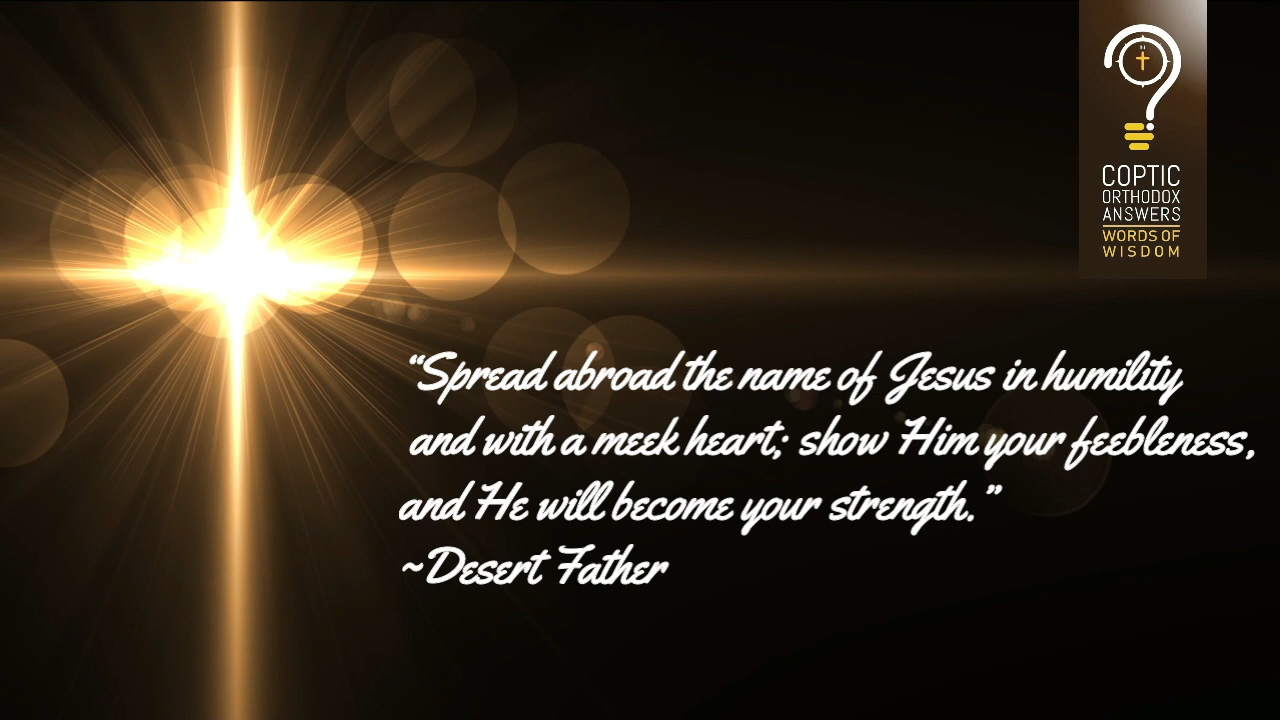 COPTIC
ORTHODOX
ANSWERS
WORDS OF
WISDOM
“Spread abroad the name of Jesus in humility
and with a meek heart; show Him your feebleness,
and He will become your strength.”
~Desert Father